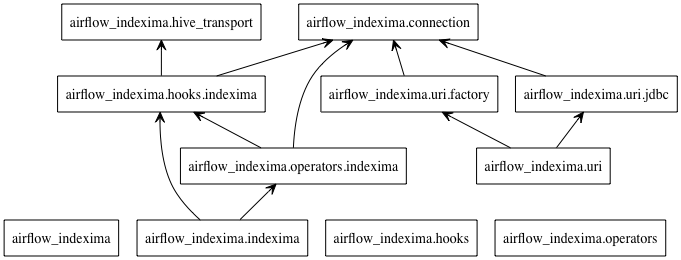 airflow_indexima.hive_transport
airflow_indexima.connection
airflow_indexima.hooks.indexima
airflow_indexima.uri.factory
airflow_indexima.uri.jdbc
airflow_indexima.operators.indexima
airflow_indexima.uri
airflow_indexima
airflow_indexima.indexima
airflow_indexima.hooks
airflow_indexima.operators